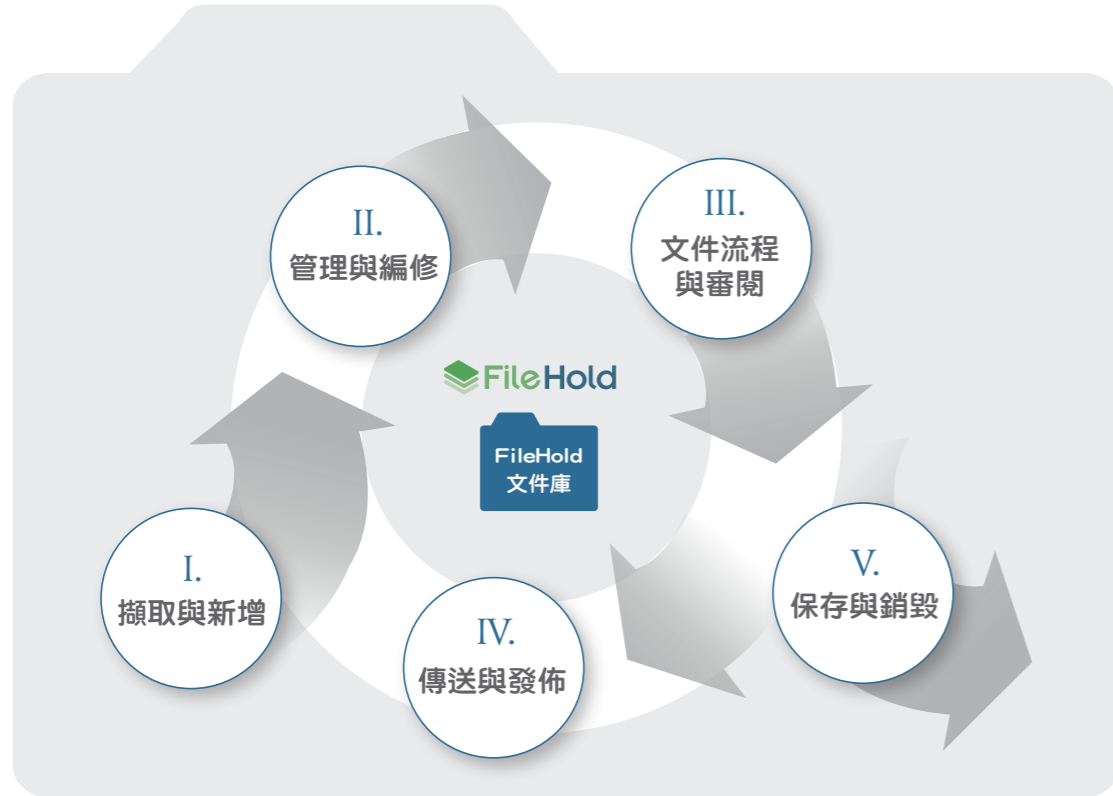 II.
管理與編修
III.
文件流程
與審閱
FileHold
FileHold
文件庫
I.
擷取與新增
IV.
傳送與發佈
V.
保存與銷毀